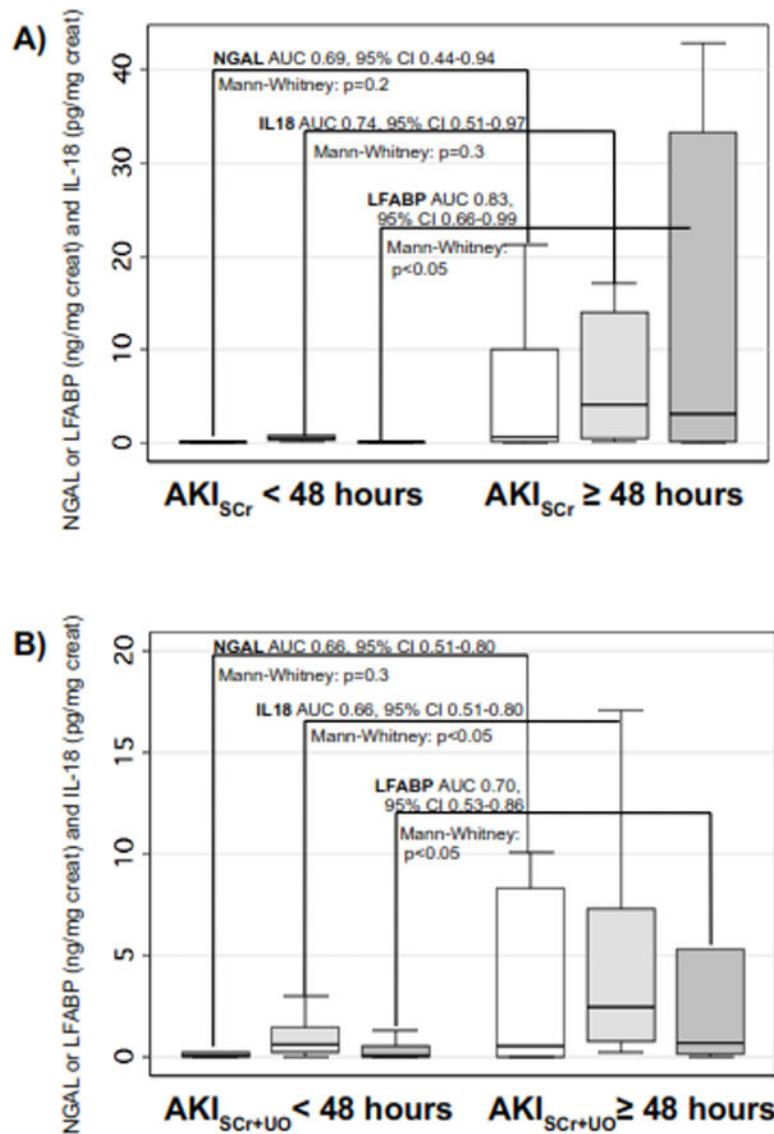 A)
NGAL or LFABP (ng/mg creat) and IL-18 (pg/mg creat)
40
30
20
10
0
NGAL AUC 0.69, 95% CI 0.44-0.94
Mann-Whitney: p=0.2
IL18 AUC 0.74, 95% CI 0.51-0.97
Mann-Whitney: p=0.3
LFABP AUC 0.83,
95% CI 0.66-0.99
Mann-Whitney:
p<0.05
AKISCr < 48 hours
AKISCr ≥ 48 hours
B)
NGAL or LFABP (ng/mg creat) and IL-18 (pg/mg creat)
20
15
10
5
0
NGAL AUC 0.66, 95% CI 0.51-0.80
Mann-Whitney: p=0.3
IL18 AUC 0.66, 95% CI 0.51-0.80
Mann-Whitney: p<0.05
LFABP AUC 0.70,
95% CI 0.53-0.86
Mann-Whitney:
p<0.05
AKISCr+UO < 48 hours
AKISCr+UO ≥ 48 hours